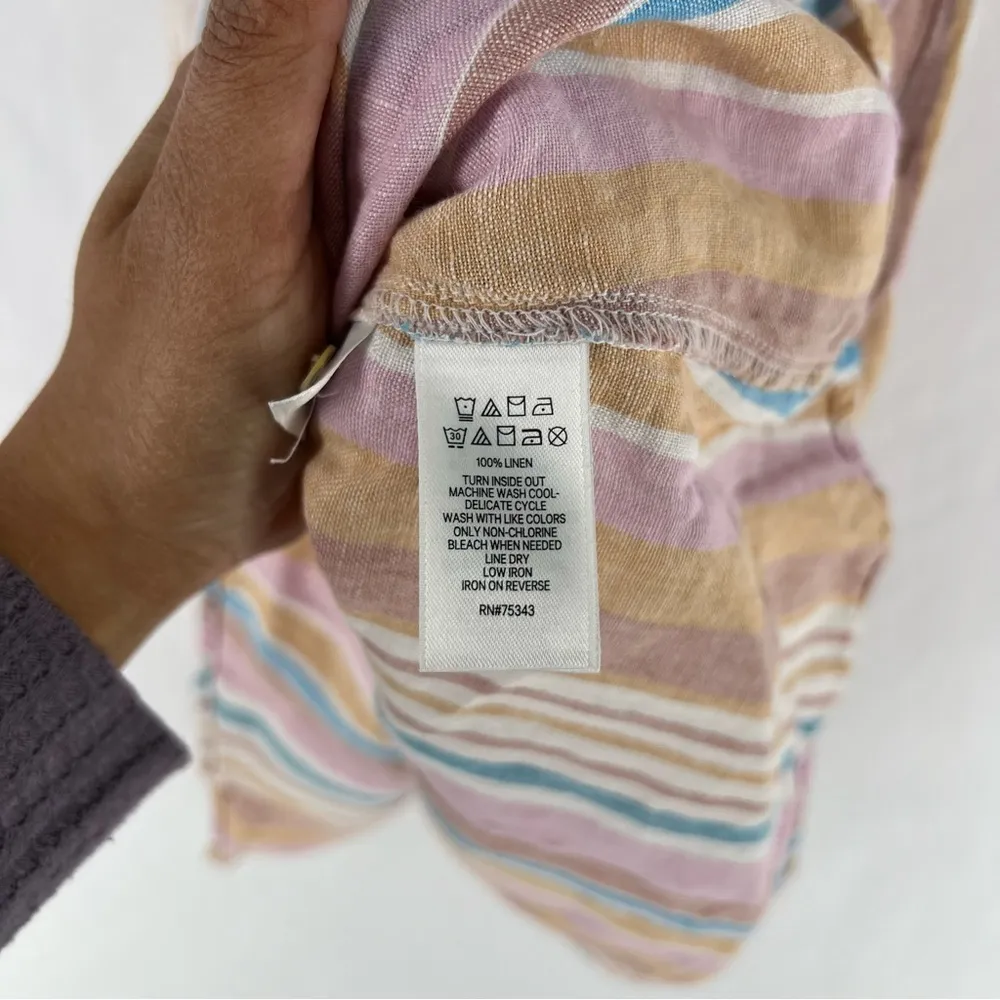 30
100% LINEN
TURN INSIDE OUT
MACHINE WASH COOL-
DELICATE CYCLE
WASH WITH LIKE COLORS
ONLY NON-CHLORINE
BLEACH WHEN NEEDED
LINE DRY
LOW IRON
IRON ON REVERSE
RN#75343